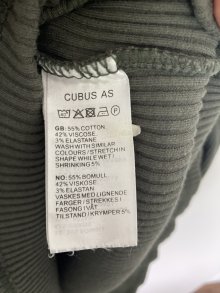 CUBUS AS
GB: 55% COTTON
42% VISCOSE
3% ELASTANE
WASH WITH SIMILAR
COLOURS / STRETCH IN
SHAPE WHILE WET /
SHRINKING 5%
NO: 55% BOMULL
42% VISKOSE
3% ELASTAN
VASKES MED LIGNENDE
FARGER / STREKKES I
FASONG I VÅT
TILSTAND / KRYMPER 5%